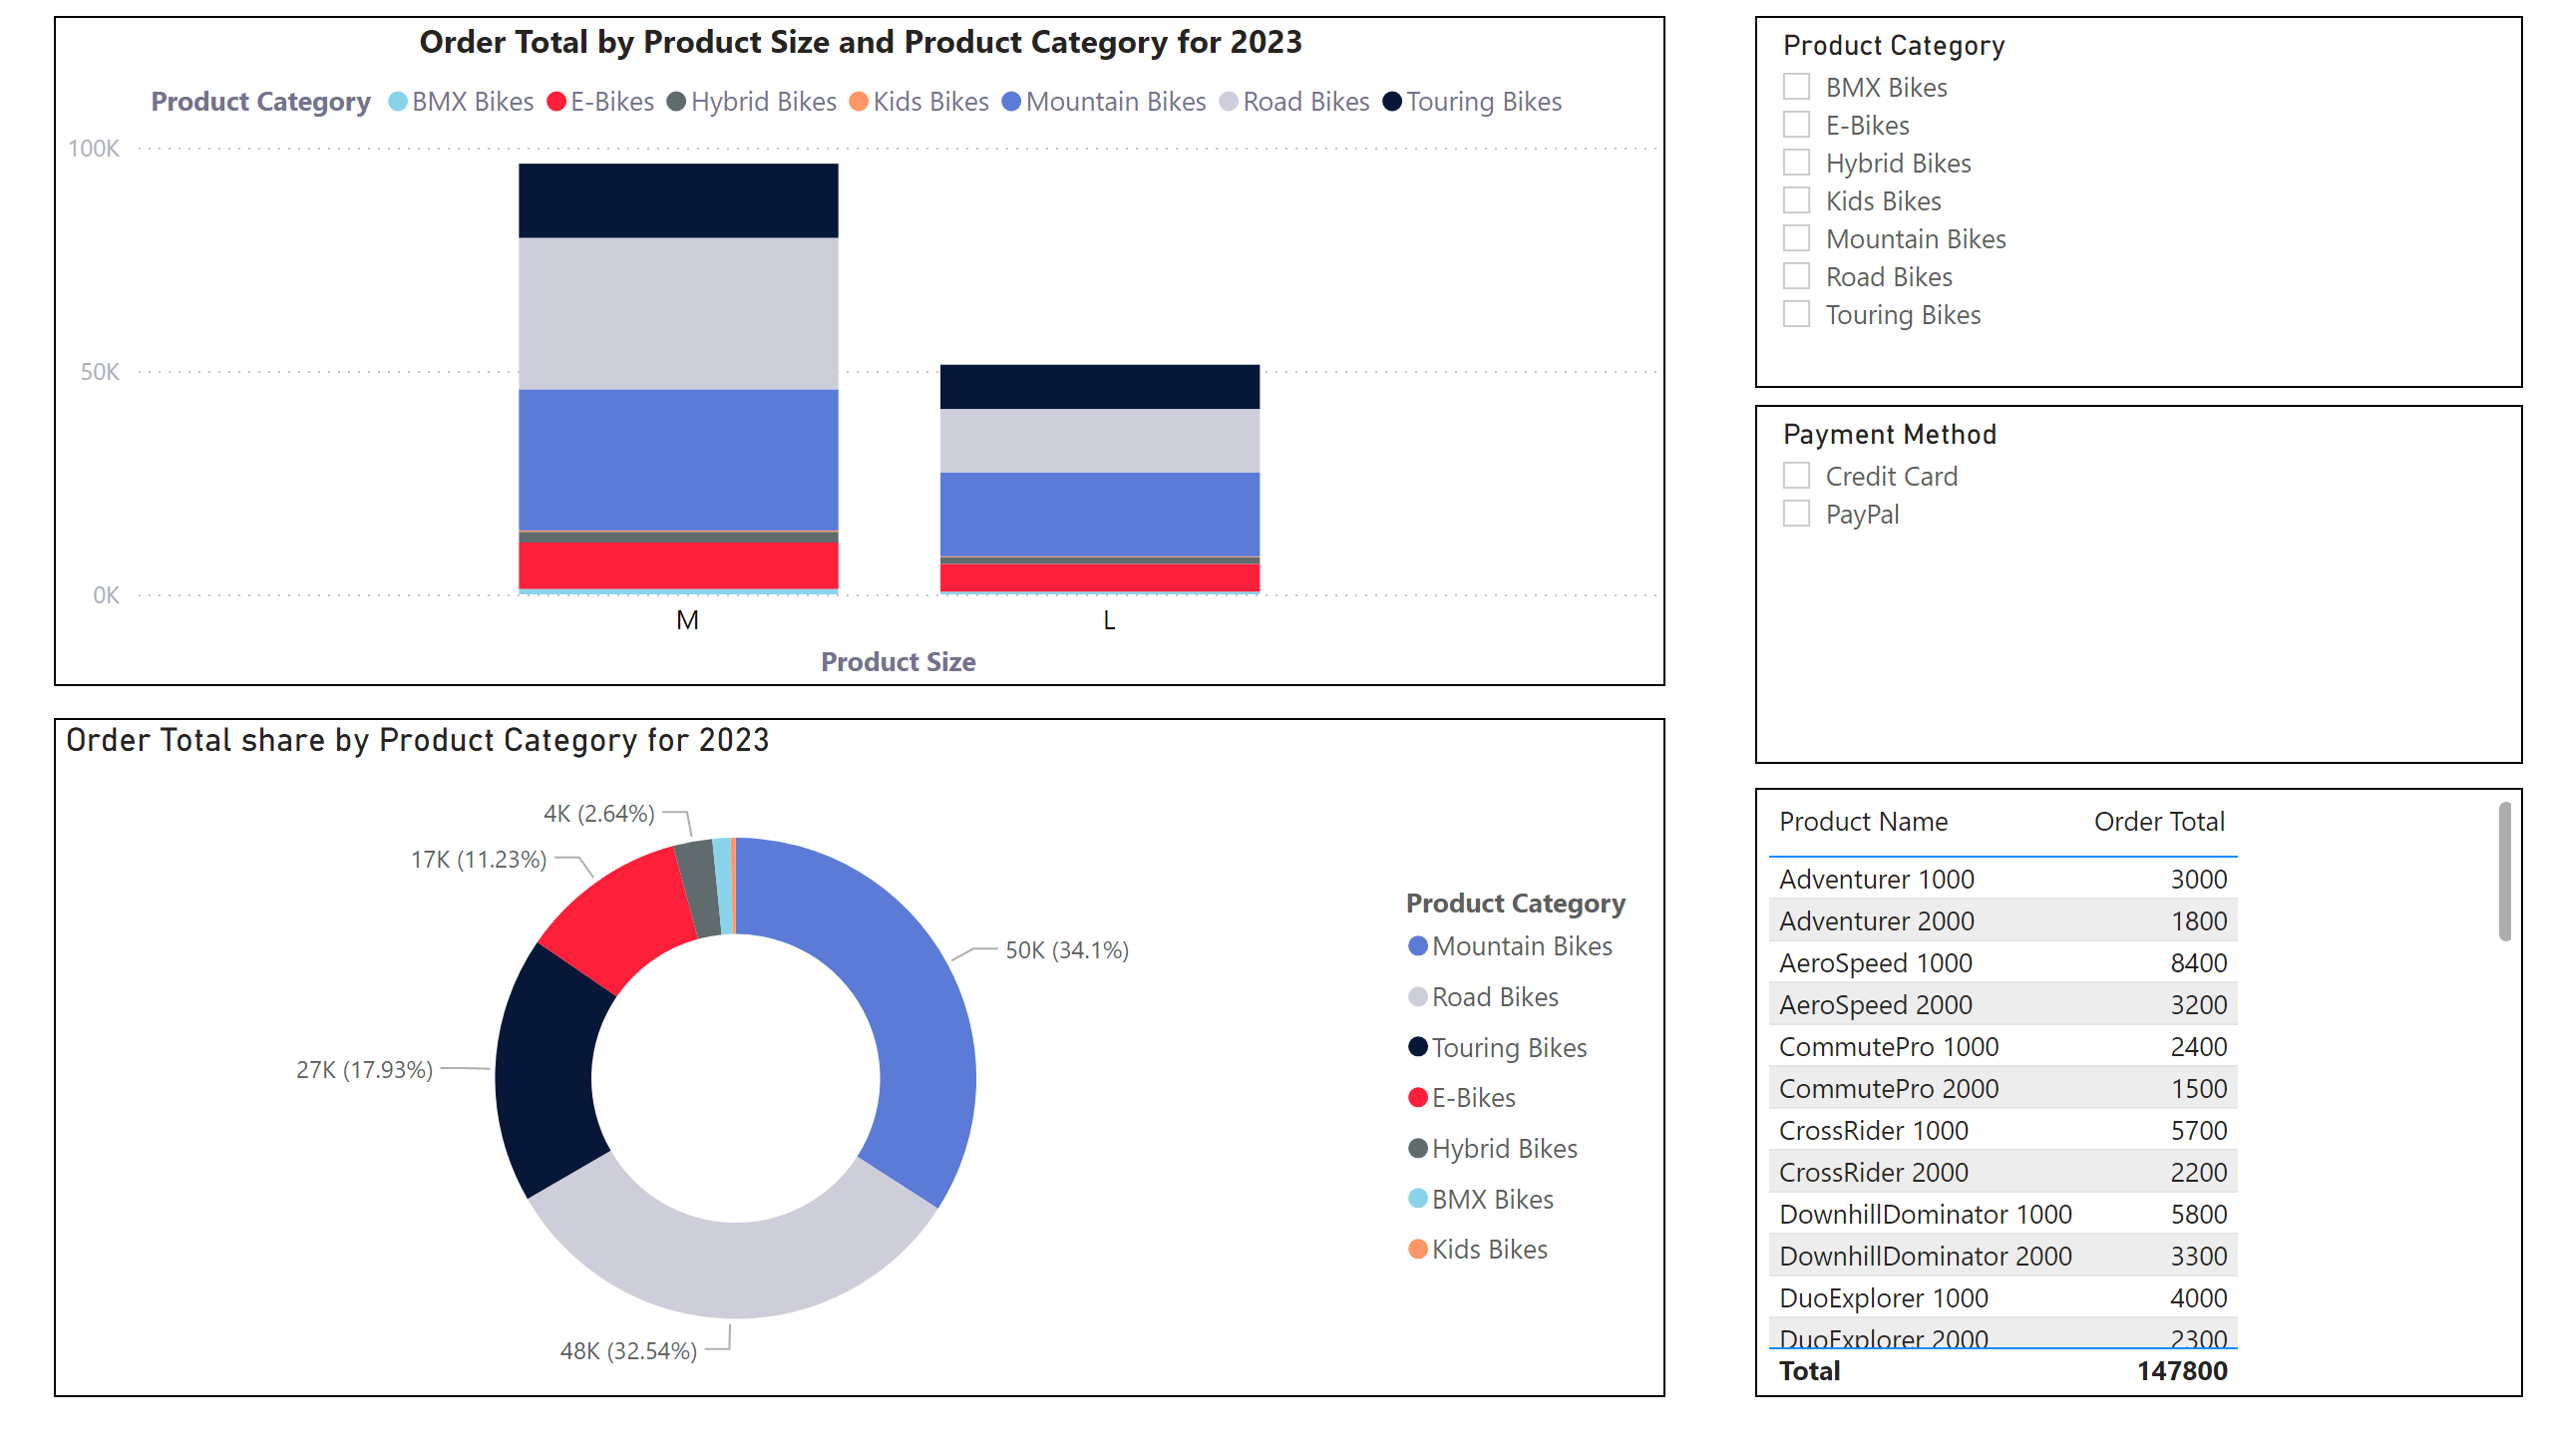 Order Total by Product Size and Product Category for 2023
Product Category BMX Bikes E-Bikes Hybrid Bikes Kids Bikes Mountain Bikes Road Bikes Touring Bikes
100K
50K
0K
M L
Product Size
Order Total share by Product Category for 2023
4K (2.64%)
17K (11.23%)
50K (34.1%)
27K (17.93%)
48K (32.54%)
Product Category
Mountain Bikes
Road Bikes
Touring Bikes
E-Bikes
Hybrid Bikes
BMX Bikes
Kids Bikes
Product Category
BMX Bikes
E-Bikes
Hybrid Bikes
Kids Bikes
Mountain Bikes
Road Bikes
Touring Bikes
Payment Method
Credit Card
PayPal
Product Name Order Total
Adventurer 1000 3000
Adventurer 2000 1800
AeroSpeed 1000 8400
AeroSpeed 2000 3200
CommutePro 1000 2400
CommutePro 2000 1500
CrossRider 1000 5700
CrossRider 2000 2200
DownhillDominator 1000 5800
DownhillDominator 2000 3300
DuoExplorer 1000 4000
DuoExplorer 2000 2300
Total 147800